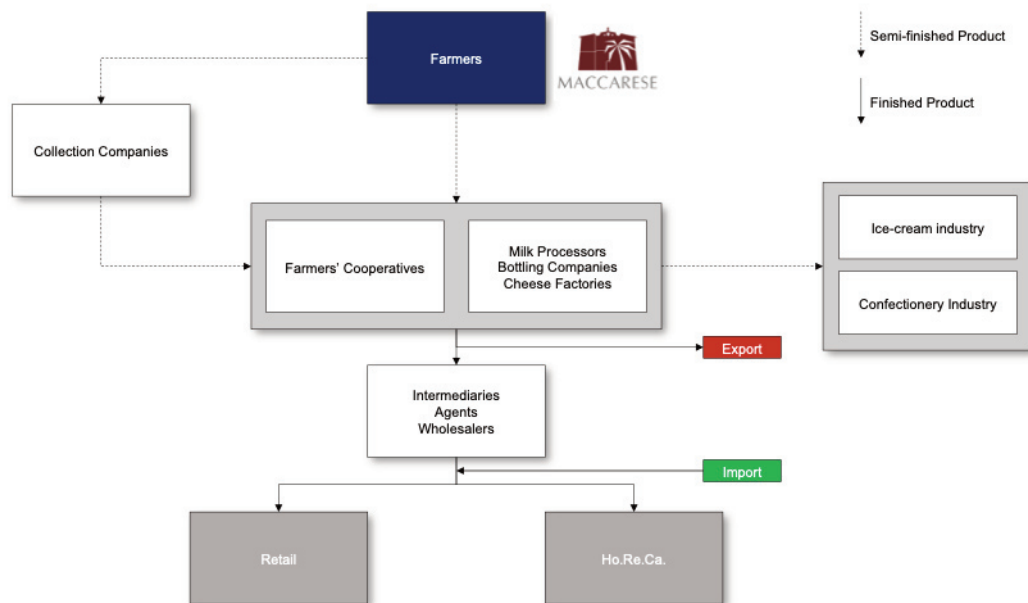 Farmers
MACCARESE
Semi-finished Product
Finished Product
Collection Companies
Farmers' Cooperatives
Milk Processors
Bottling Companies
Cheese Factories
Ice-cream industry
Confectionery Industry
Export
Intermediaries
Agents
Wholesalers
Import
Retail
Ho.Re.Ca.